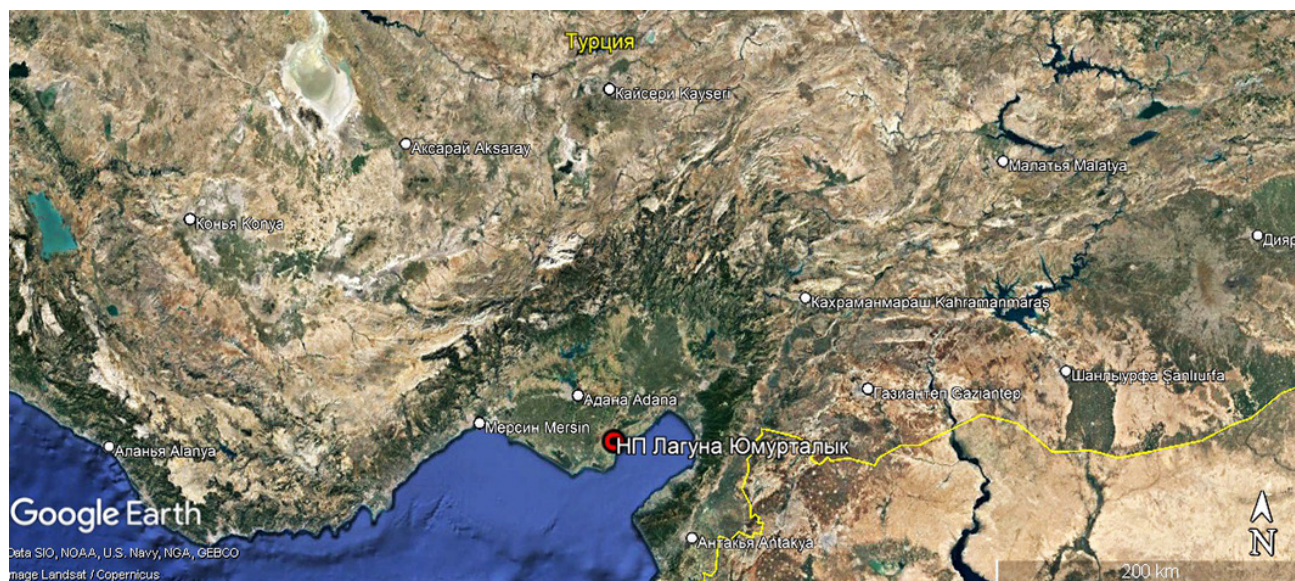 Турция
Кайсери Kayseri
Аксарай Aksaray
Малатья Malatya
Конья Konya
Дияр
Кахраманмараш Kahramanmaraş
Шанлыурфа Şanlıurfa
Газиантеп Gaziantep
Адана Adana
Мерсин Mersin
НП Лагуна Юмурталык
Аланья Alanya
Google Earth
Антакья Antakya
N
Data SIO, NOAA, U.S. Navy, NGA, GEBCO
mage Landsat / Copernicus
200 km